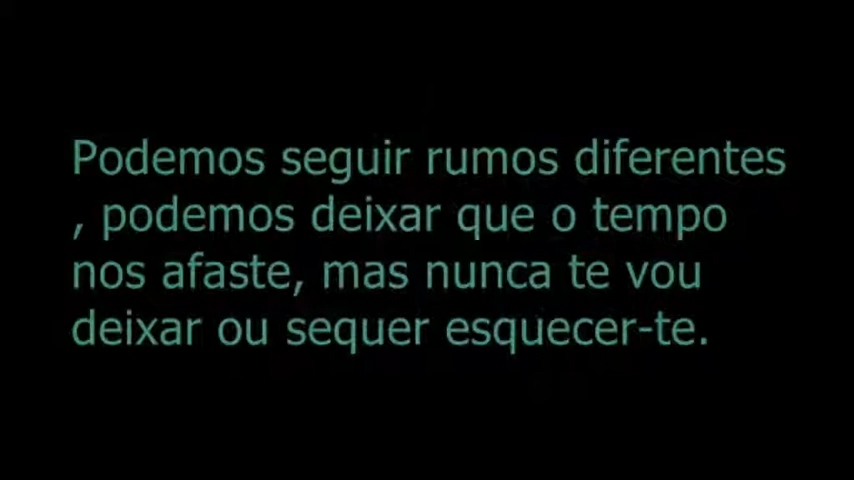 Podemos seguir rumos diferentes
, podemos deixar que o tempo
nos afaste, mas nunca te vou
deixar ou sequer esquecer-te.